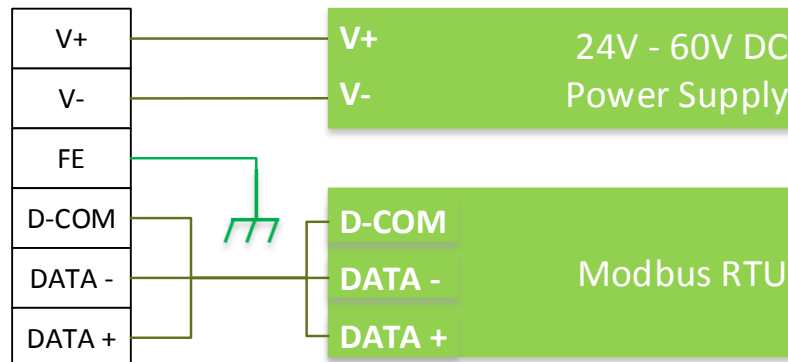 V+
V-
FE
D-COM
DATA -
DATA +
V+
V-
24V - 60V DC
Power Supply
D-COM
DATA -
DATA +
Modbus RTU